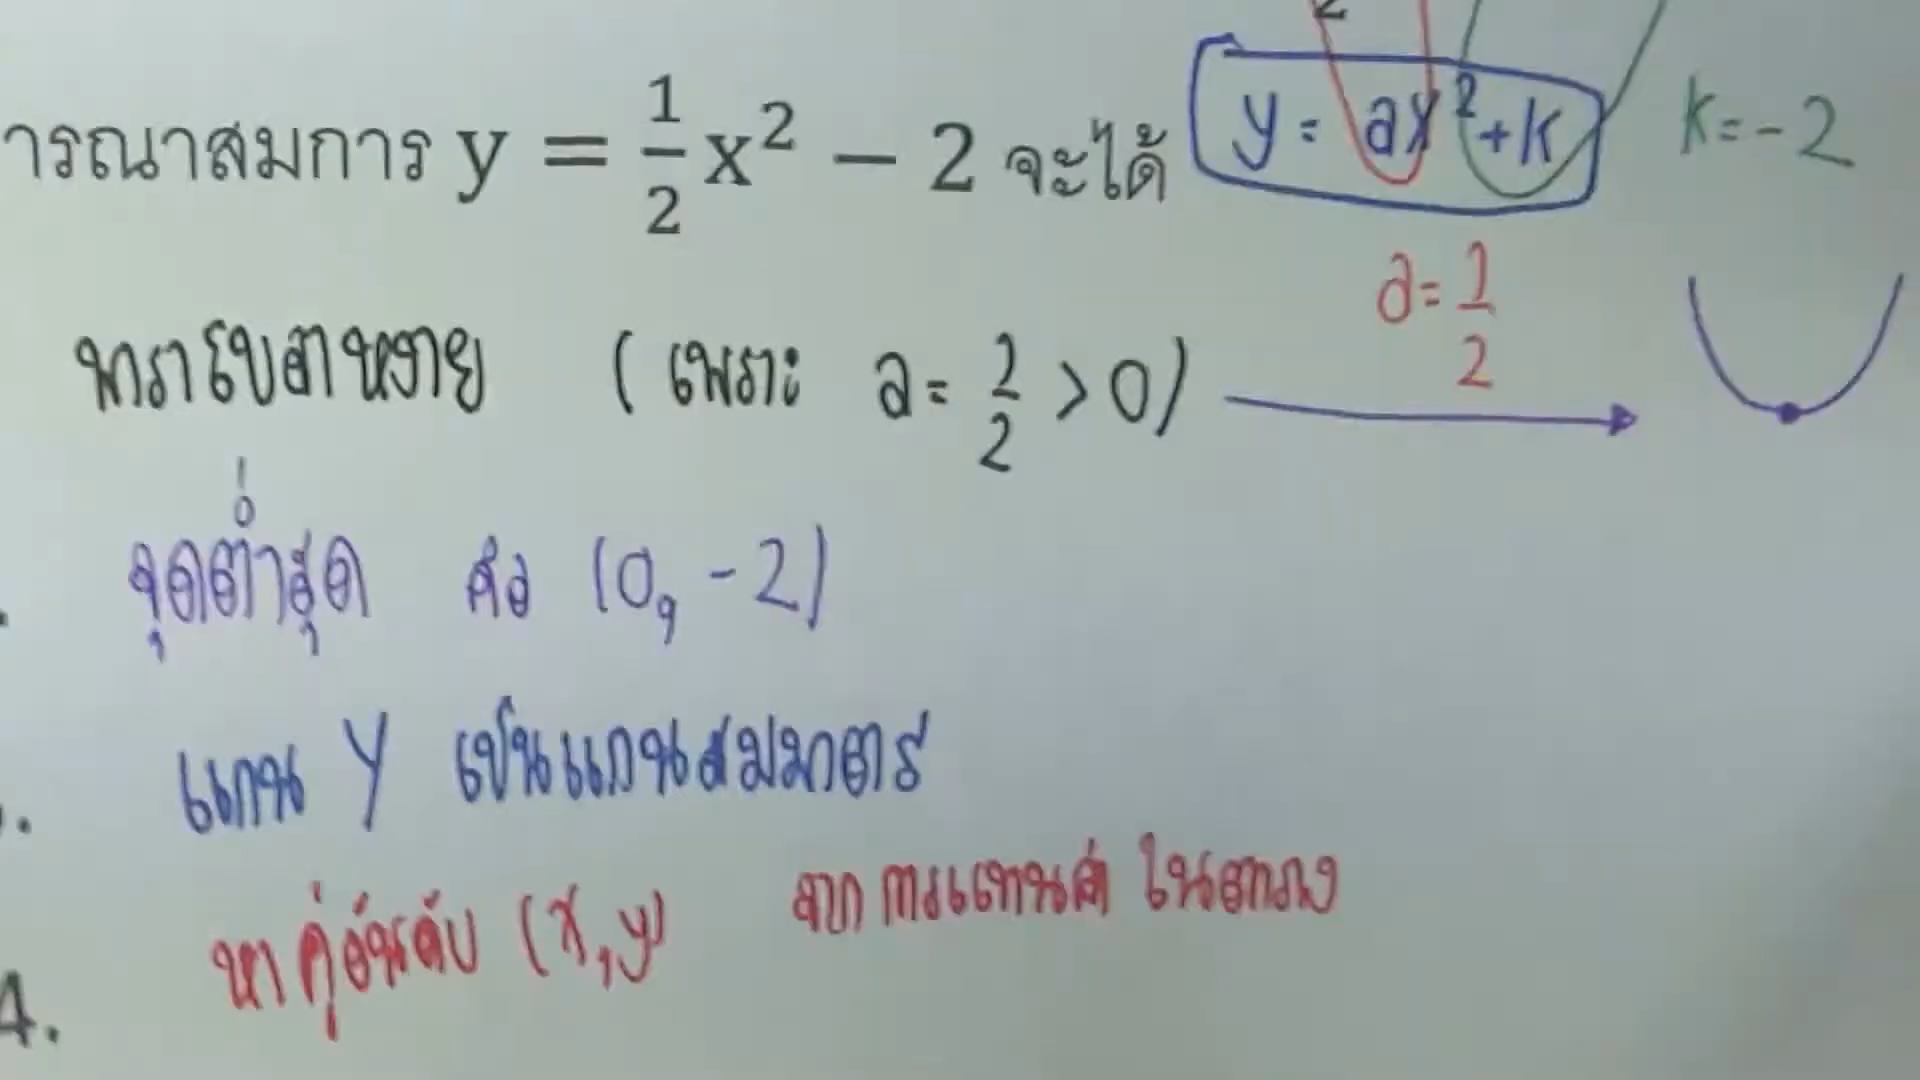 ารณาสมการ y = 1/2 x² − 2 จะได้ y = ax² + k k = -2
a = 1/2
พาราโบลาหงาย ( เพราะ a = 1/2 > 0 )
จุดต่ำสุด คือ (0, -2)
แกน Y เป็นแกนสมมาตร
4. หาคู่อันดับ (x, y) จากการแทนค่า ในตาราง